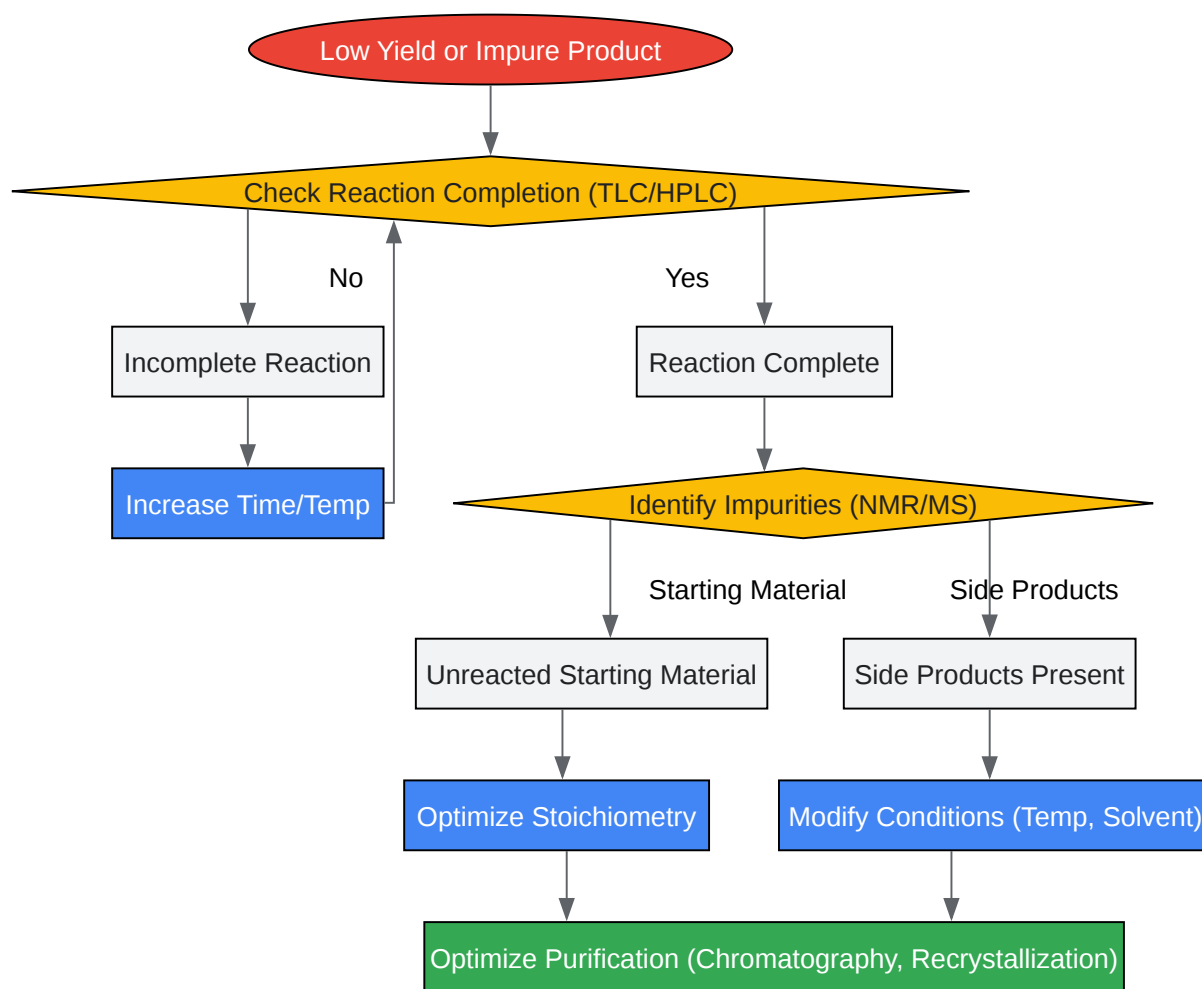 Low Yield or Impure Product
Check Reaction Completion (TLC/HPLC)
No
Yes
Incomplete Reaction
Reaction Complete
Increase Time/Temp
Identify Impurities (NMR/MS)
Starting Material
Side Products
Unreacted Starting Material
Side Products Present
Optimize Stoichiometry
Modify Conditions (Temp, Solvent)
Optimize Purification (Chromatography, Recrystallization)